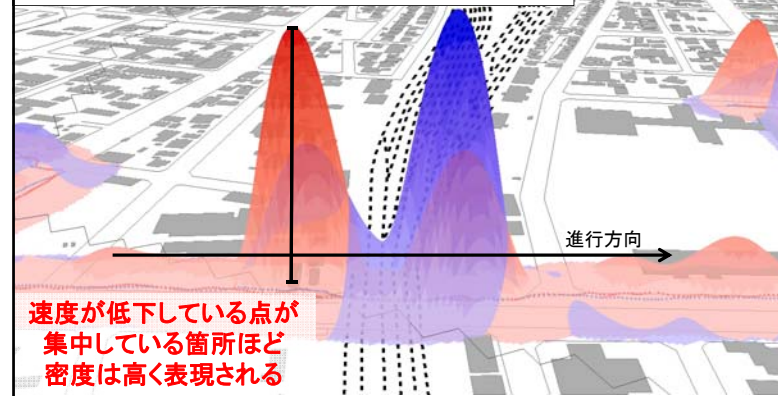 進行方向
速度が低下している点が
集中している箇所ほど
密度は高く表現される